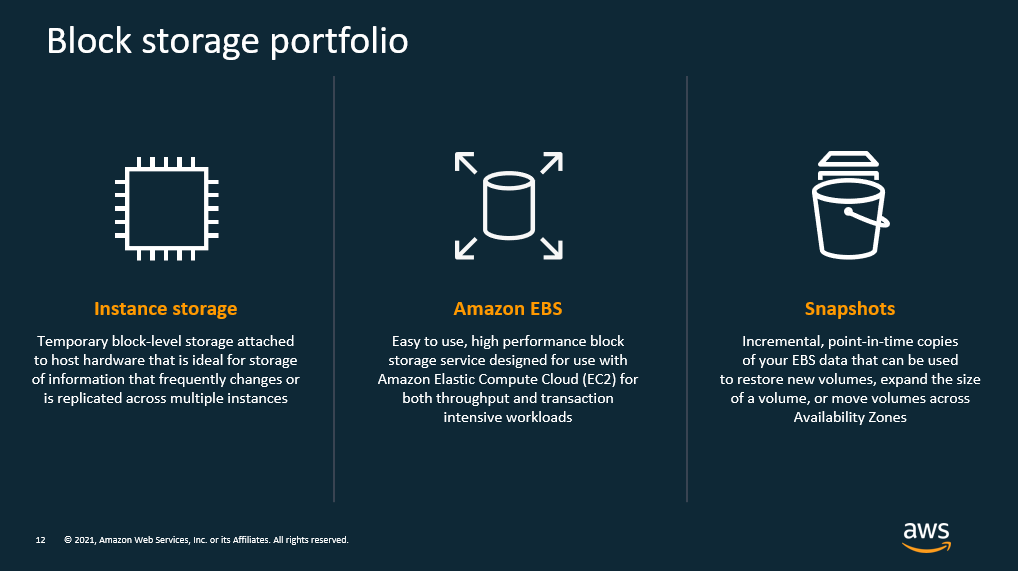 Block storage portfolio
Instance storage
Temporary block-level storage attached
to host hardware that is ideal for storage
of information that frequently changes or
is replicated across multiple instances
Amazon EBS
Easy to use, high performance block
storage service designed for use with
Amazon Elastic Compute Cloud (EC2) for
both throughput and transaction
intensive workloads
Snapshots
Incremental, point-in-time copies
of your EBS data that can be used
to restore new volumes, expand the size
of a volume, or move volumes across
Availability Zones
12 © 2021, Amazon Web Services, Inc. or its Affiliates. All rights reserved.
aws